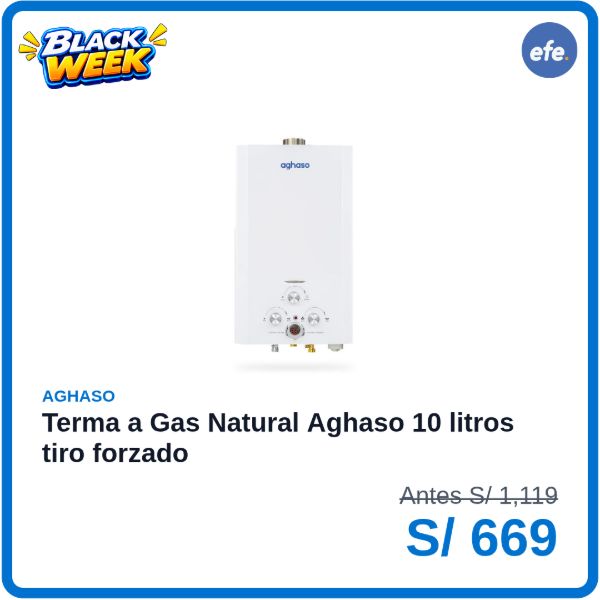 BLACK
WEEK
efe.
aghaso
AGHASO
Terma a Gas Natural Aghaso 10 litros
tiro forzado
Antes S/ 1,119
S/ 669